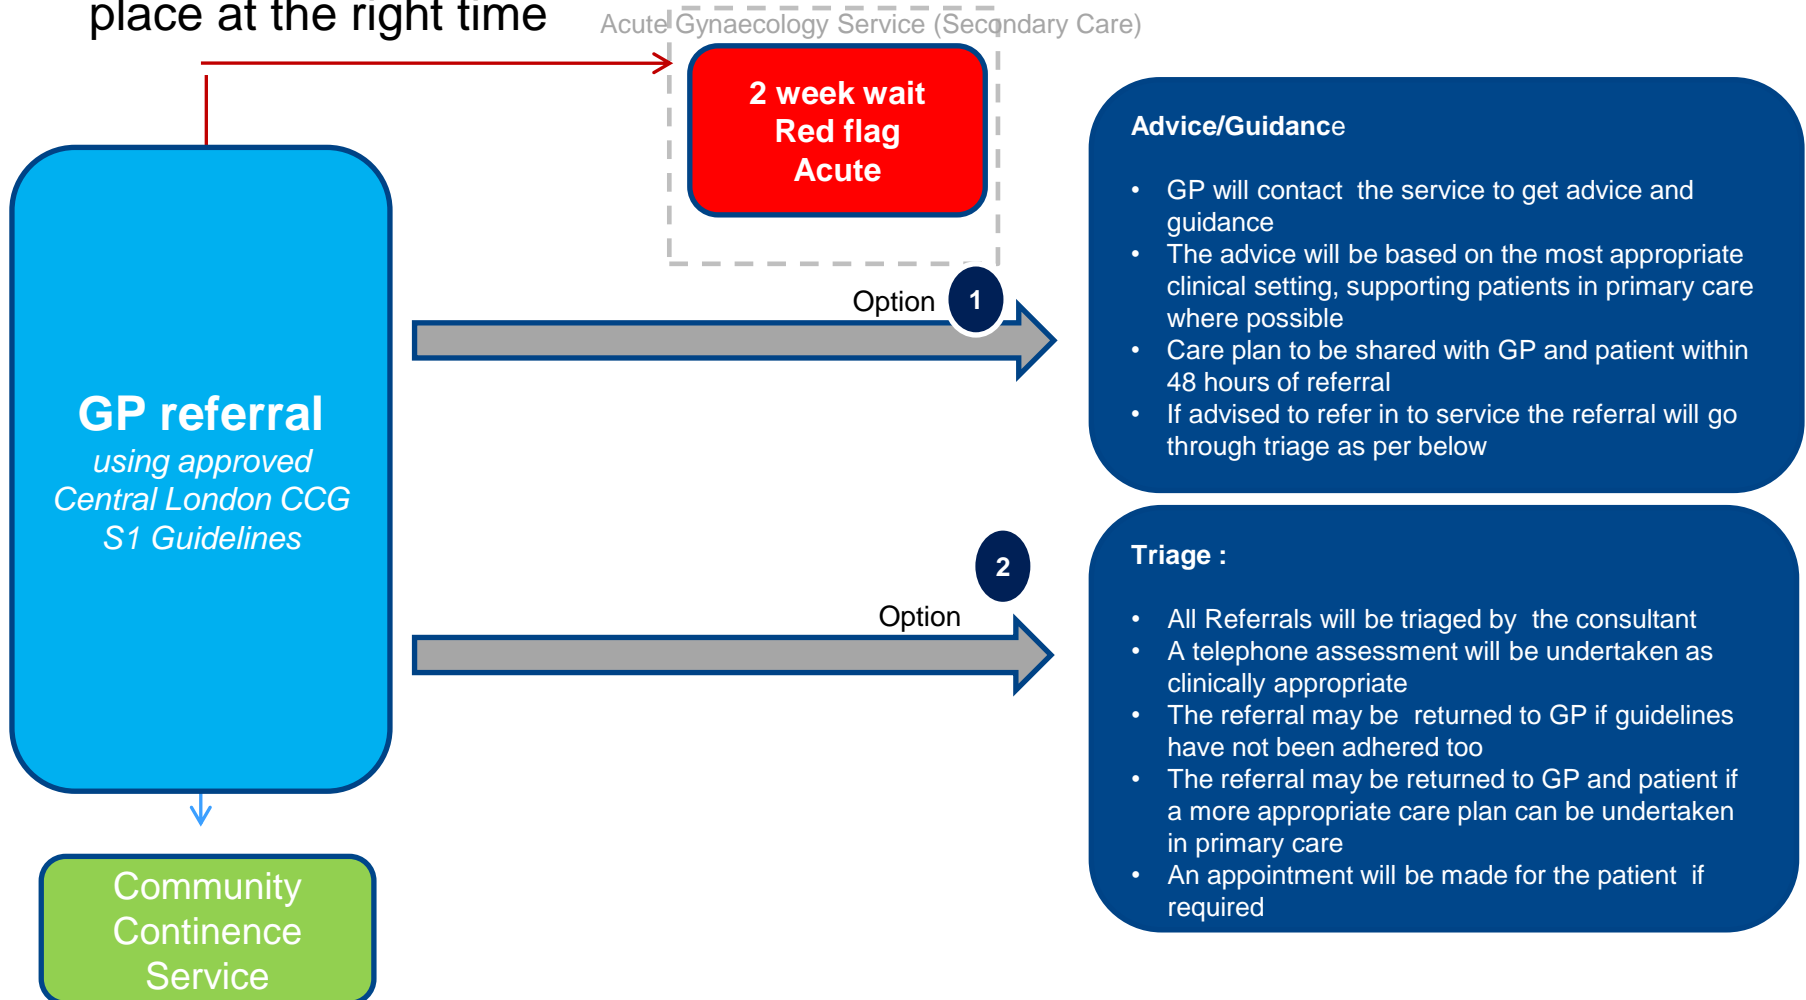 place at the right time
Acute Gynaecology Service (Secondary Care)
2 week wait
Red flag
Acute
GP referral
using approved
Central London CCG
S1 Guidelines
Community
Continence
Service
Option 1
Advice/Guidance
• GP will contact  the service to get advice and
guidance
• The advice will be based on the most appropriate
clinical setting, supporting patients in primary care
where possible
• Care plan to be shared with GP and patient within
48 hours of referral
• If advised to refer in to service the referral will go
through triage as per below
Option 2
Triage :
• All Referrals will be triaged by  the consultant
• A telephone assessment will be undertaken as
clinically appropriate
• The referral may be  returned to GP if guidelines
have not been adhered too
• The referral may be returned to GP and patient if
a more appropriate care plan can be undertaken
in primary care
• An appointment will be made for the patient  if
required